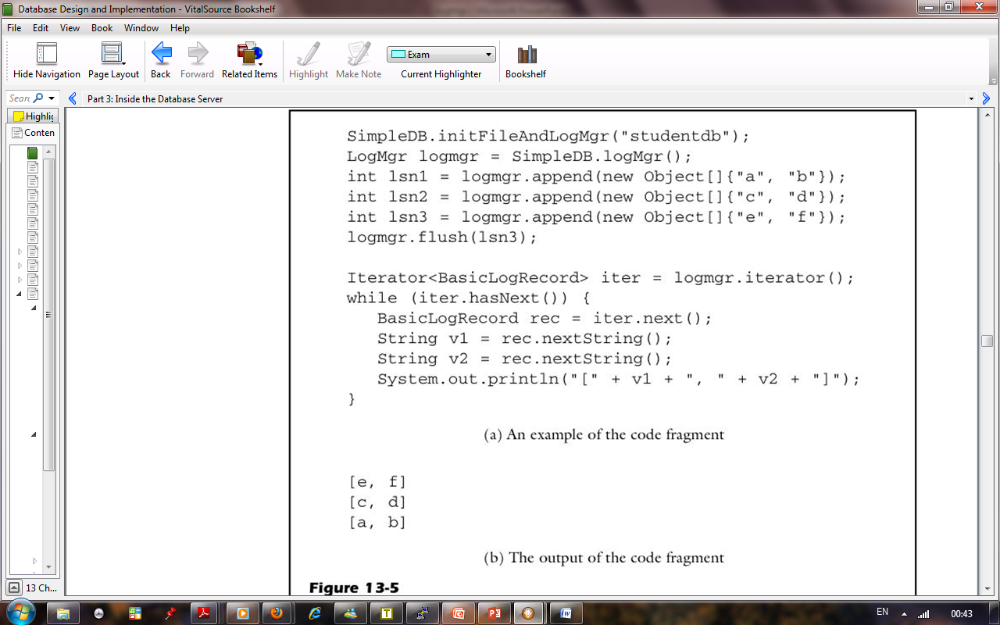 Database Design and Implementation - VitalSource Bookshelf
File Edit View Book Window Help
Hide Navigation Page Layout Back Forward Related Items Highlight Make Note Exam Current Highlighter Bookshelf
Part 3: Inside the Database Server
Conten
SimpleDB.initFileAndLogMgr("studentdb");
LogMgr logmgr = SimpleDB.logMgr();
int lsn1 = logmgr.append(new Object[]{"a", "b"});
int lsn2 = logmgr.append(new Object[]{"c", "d"});
int lsn3 = logmgr.append(new Object[]{"e", "f"});
logmgr.flush(lsn3);
Iterator<BasicLogRecord> iter = logmgr.iterator();
while (iter.hasNext()) {
BasicLogRecord rec = iter.next();
String v1 = rec.nextString();
String v2 = rec.nextString();
System.out.println("[" + v1 + ", " + v2 + "]");
}
(a) An example of the code fragment
[e, f]
[c, d]
[a, b]
(b) The output of the code fragment
Figure 13-5
13 Ch...
EN 00:43